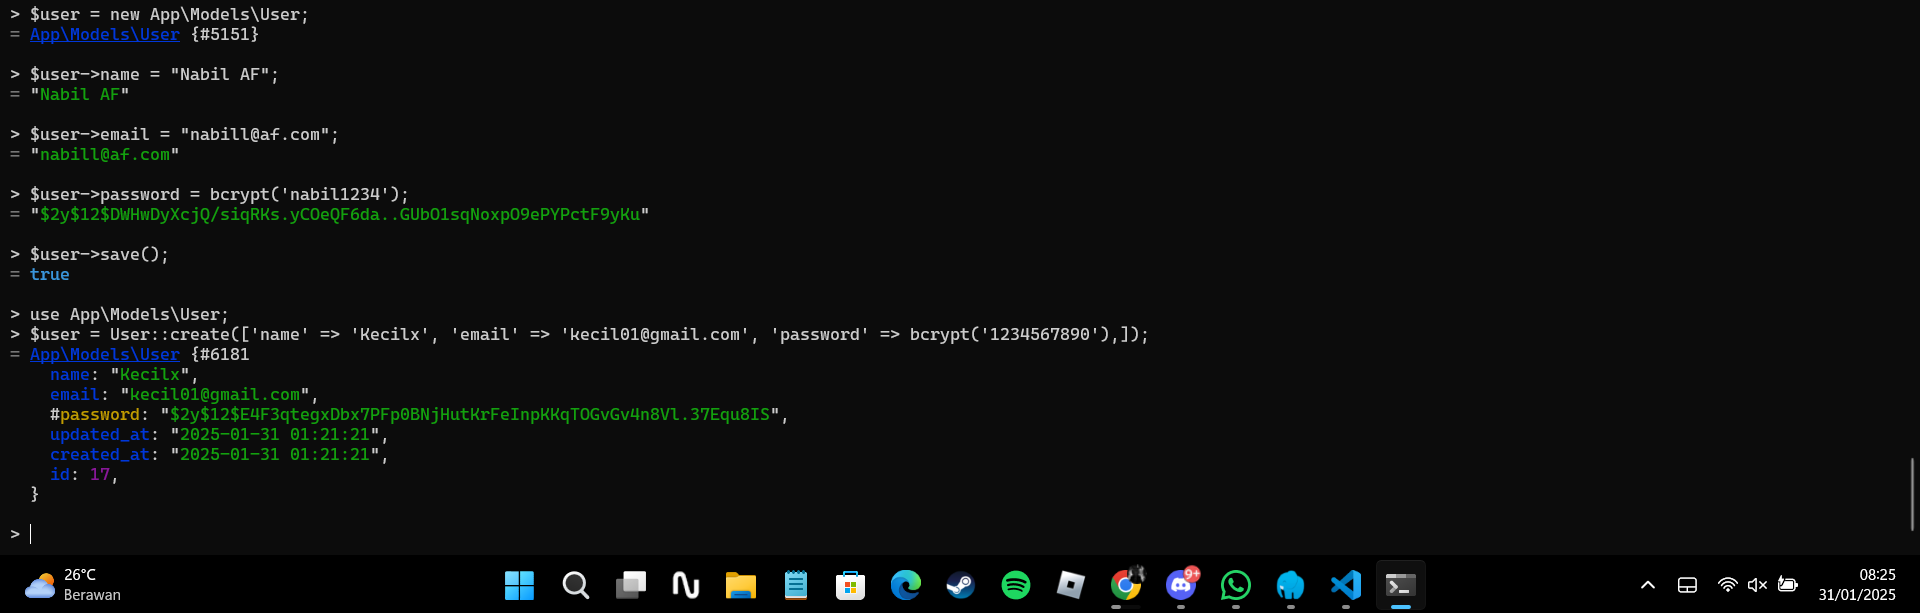 > $user = new App\Models\User;
= App\Models\User {#5151}
> $user->name = "Nabil AF";
= "Nabil AF"
> $user->email = "nabill@af.com";
= "nabill@af.com"
> $user->password = bcrypt('nabil1234');
= "$2y$12$DWHwDyXcjQ/siqRKs.yCOeQF6da..GUbO1sqNoxpO9ePYPctF9yKu"
> $user->save();
= true
> use App\Models\User;
> $user = User::create(['name' => 'Kecilx', 'email' => 'kecil01@gmail.com', 'password' => bcrypt('1234567890'),]);
= App\Models\User {#6181
name: "Kecilx",
email: "kecil01@gmail.com",
#password: "$2y$12$E4F3qtegxDbx7PFp0BNjHutKrFeInpKKqTOGvGv4n8Vl.37Equ8IS",
updated_at: "2025-01-31 01:21:21",
created_at: "2025-01-31 01:21:21",
id: 17,
}
>
26°C
Berawan
9+
08:25
31/01/2025